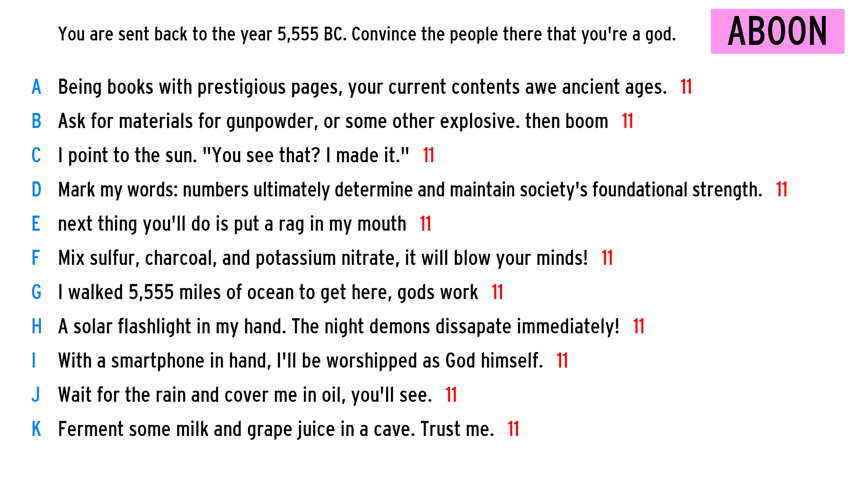 You are sent back to the year 5,555 BC. Convince the people there that you're a god.
ABOON
A Being books with prestigious pages, your current contents awe ancient ages. 11
B Ask for materials for gunpowder, or some other explosive. then boom 11
C I point to the sun. "You see that? I made it." 11
D Mark my words: numbers ultimately determine and maintain society's foundational strength. 11
E next thing you'll do is put a rag in my mouth 11
F Mix sulfur, charcoal, and potassium nitrate, it will blow your minds! 11
G I walked 5,555 miles of ocean to get here, gods work 11
H A solar flashlight in my hand. The night demons dissapate immediately! 11
I With a smartphone in hand, I'll be worshipped as God himself. 11
J Wait for the rain and cover me in oil, you'll see. 11
K Ferment some milk and grape juice in a cave. Trust me. 11